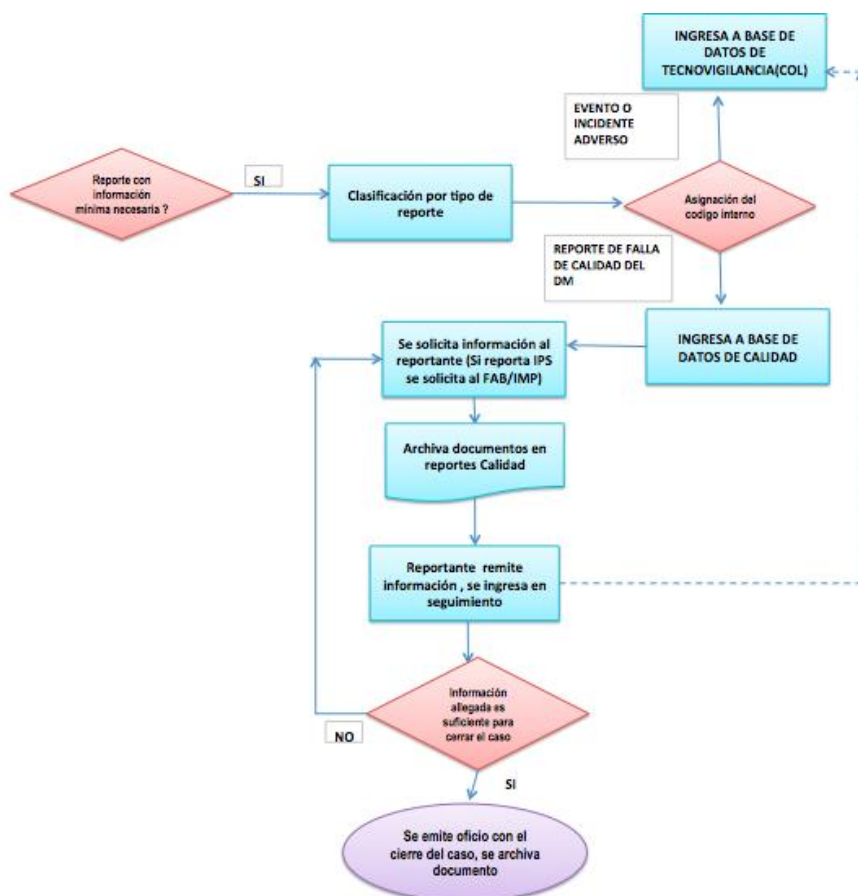 INGRESA A BASE DE
DATOS DE
TECNOVIGILANCIA(COL)
EVENTO O
INCIDENTE
ADVERSO
Reporte con
información
mínima necesaria ?
SI
Clasificación por tipo de
reporte
Asignación del
codigo interno
REPORTE DE FALLA
DE CALIDAD DEL
DM
INGRESA A BASE DE
DATOS DE CALIDAD
Se solicita información al
reportante (Si reporta IPS
se solicita al FAB/IMP)
Archiva documentos en
reportes Calidad
Reportante remite
información , se ingresa en
seguimiento
Información
allegada es
suficiente para
cerrar el caso
NO
SI
Se emite oficio con el
cierre del caso, se archiva
documento